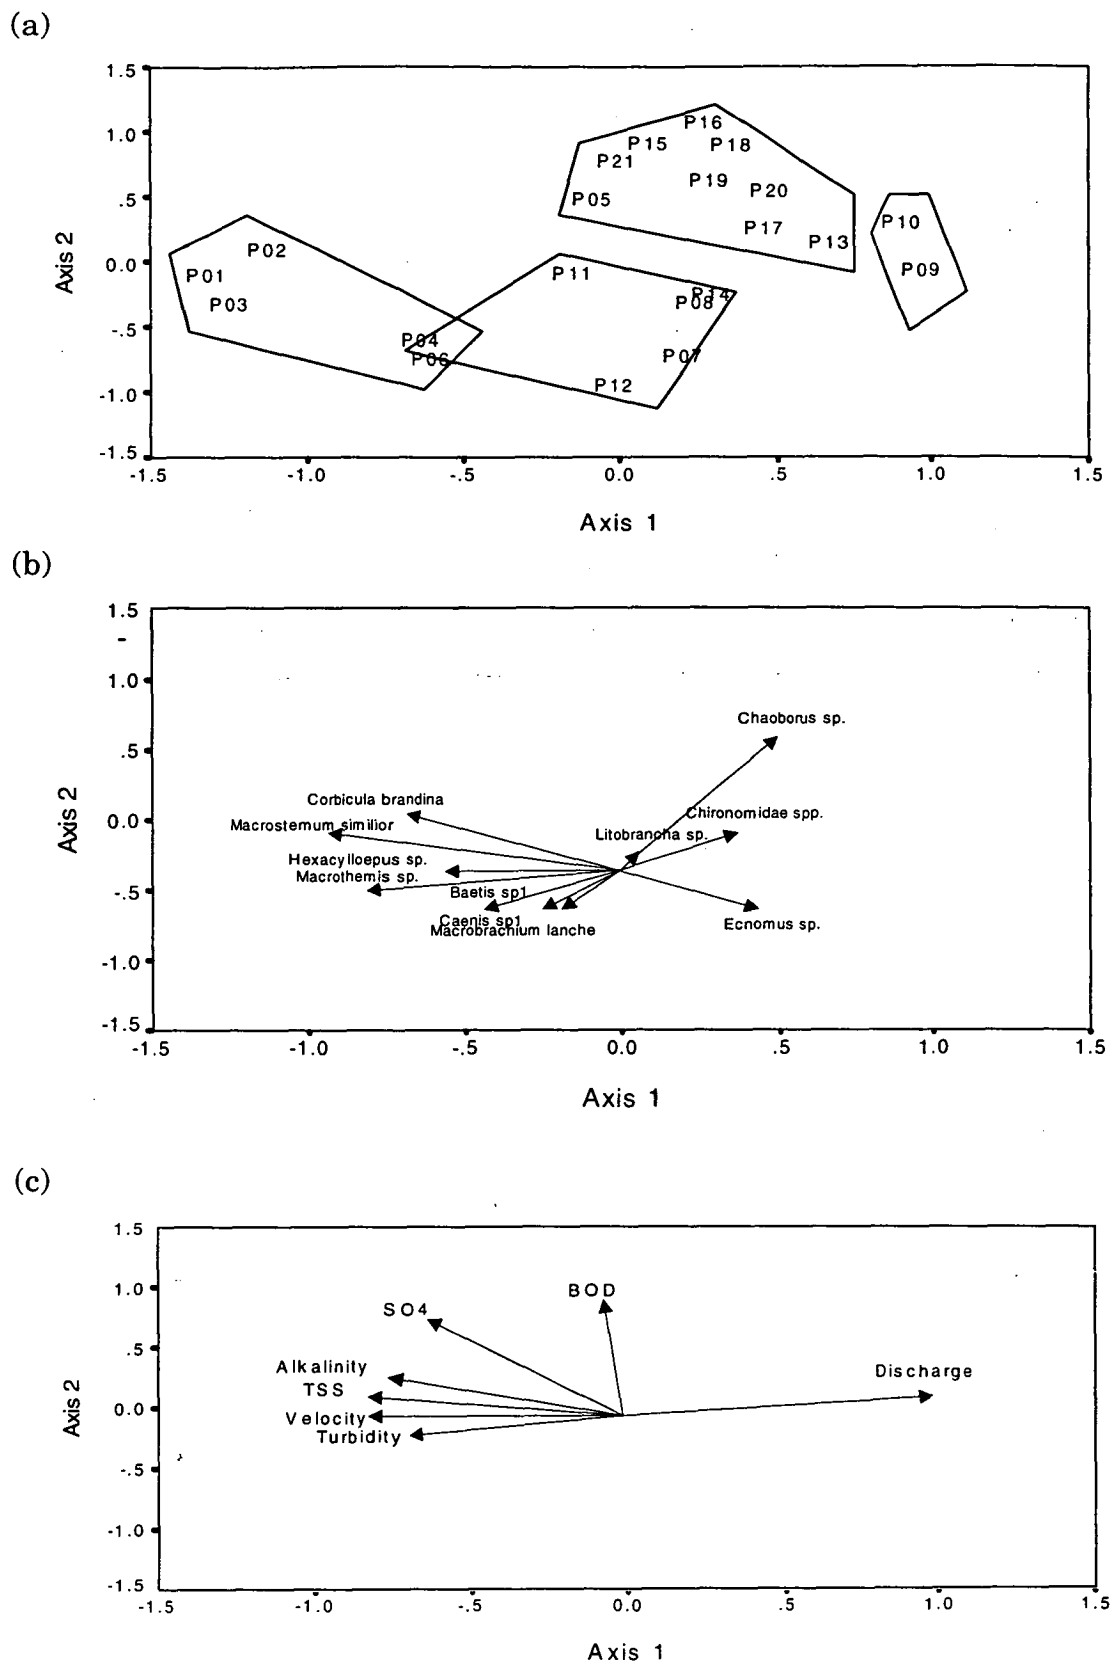 (a)
1.5
1.0
.5
0.0
-.5
-1.0
-1.5
Axis 2
P16
P15
P18
P21
P19
P20
P05
P17
P13
P10
P09
P02
P01
P03
P11
P14
P08
P04
P06
P07
P12
-1.5 -1.0 -.5 0.0 .5 1.0 1.5
Axis 1
(b)
1.5
1.0
.5
0.0
-.5
-1.0
-1.5
Axis 2
Chaoborus sp.
Corbicula brandina
Chironomidae spp.
Macrostemum similior
Litobrancha sp.
Hexacylloepus sp.
Macrothemis sp.
Baetis sp1
Caenis sp1
Macrobrachium lanche
Ecnomus sp.
-1.5 -1.0 -.5 0.0 .5 1.0 1.5
Axis 1
(c)
1.5
1.0
.5
0.0
-.5
-1.0
-1.5
Axis 2
BOD
SO4
Alkalinity
Discharge
TSS
Velocity
Turbidity
-1.5 -1.0 -.5 0.0 .5 1.0 1.5
Axis 1